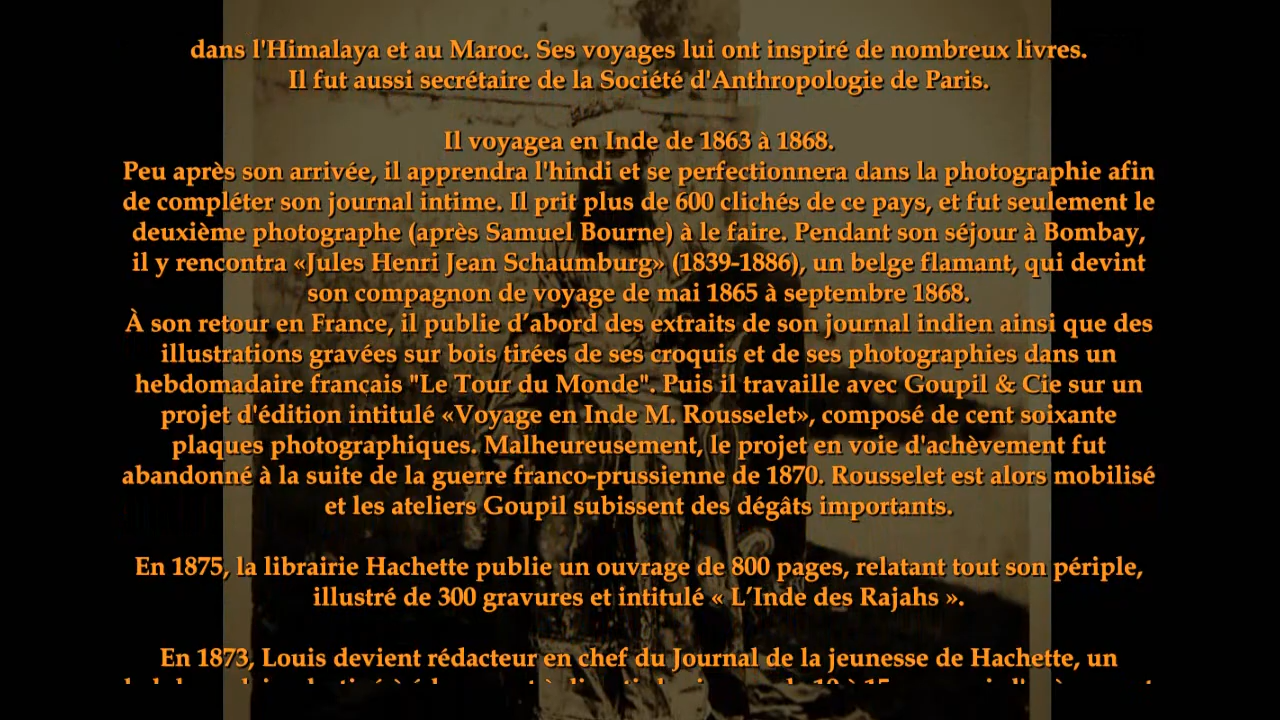 dans l'Himalaya et au Maroc. Ses voyages lui ont inspiré de nombreux livres.
Il fut aussi secrétaire de la Société d'Anthropologie de Paris.
Il voyagea en Inde de 1863 à 1868.
Peu après son arrivée, il apprendra l'hindi et se perfectionnera dans la photographie afin
de compléter son journal intime. Il prit plus de 600 clichés de ce pays, et fut seulement le
deuxième photographe (après Samuel Bourne) à le faire. Pendant son séjour à Bombay,
il y rencontra «Jules Henri Jean Schaumburg» (1839-1886), un belge flamant, qui devint
son compagnon de voyage de mai 1865 à septembre 1868.
À son retour en France, il publie d’abord des extraits de son journal indien ainsi que des
illustrations gravées sur bois tirées de ses croquis et de ses photographies dans un
hebdomadaire français "Le Tour du Monde". Puis il travaille avec Goupil & Cie sur un
projet d'édition intitulé «Voyage en Inde M. Rousselet», composé de cent soixante
plaques photographiques. Malheureusement, le projet en voie d'achèvement fut
abandonné à la suite de la guerre franco-prussienne de 1870. Rousselet est alors mobilisé
et les ateliers Goupil subissent des dégâts importants.
En 1875, la librairie Hachette publie un ouvrage de 800 pages, relatant tout son périple,
illustré de 300 gravures et intitulé « L’Inde des Rajahs ».
En 1873, Louis devient rédacteur en chef du Journal de la jeunesse de Hachette, un